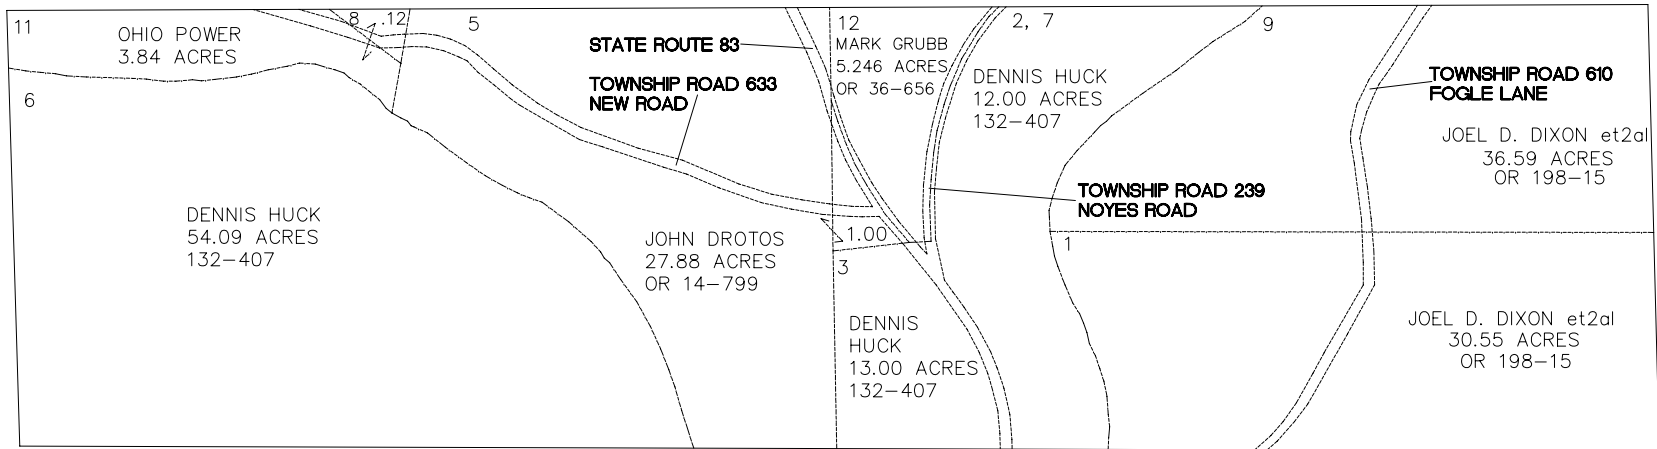 11
OHIO POWER
3.84 ACRES
8
.12
5
STATE ROUTE 83
TOWNSHIP ROAD 633
NEW ROAD
12
MARK GRUBB
5.246 ACRES
OR 36-656
2, 7
DENNIS HUCK
12.00 ACRES
132-407
9
TOWNSHIP ROAD 610
FOGLE LANE
JOEL D. DIXON et2al
36.59 ACRES
OR 198-15
6
DENNIS HUCK
54.09 ACRES
132-407
JOHN DROTOS
27.88 ACRES
OR 14-799
1.00
3
TOWNSHIP ROAD 239
NOYES ROAD
1
DENNIS
HUCK
13.00 ACRES
132-407
JOEL D. DIXON et2al
30.55 ACRES
OR 198-15